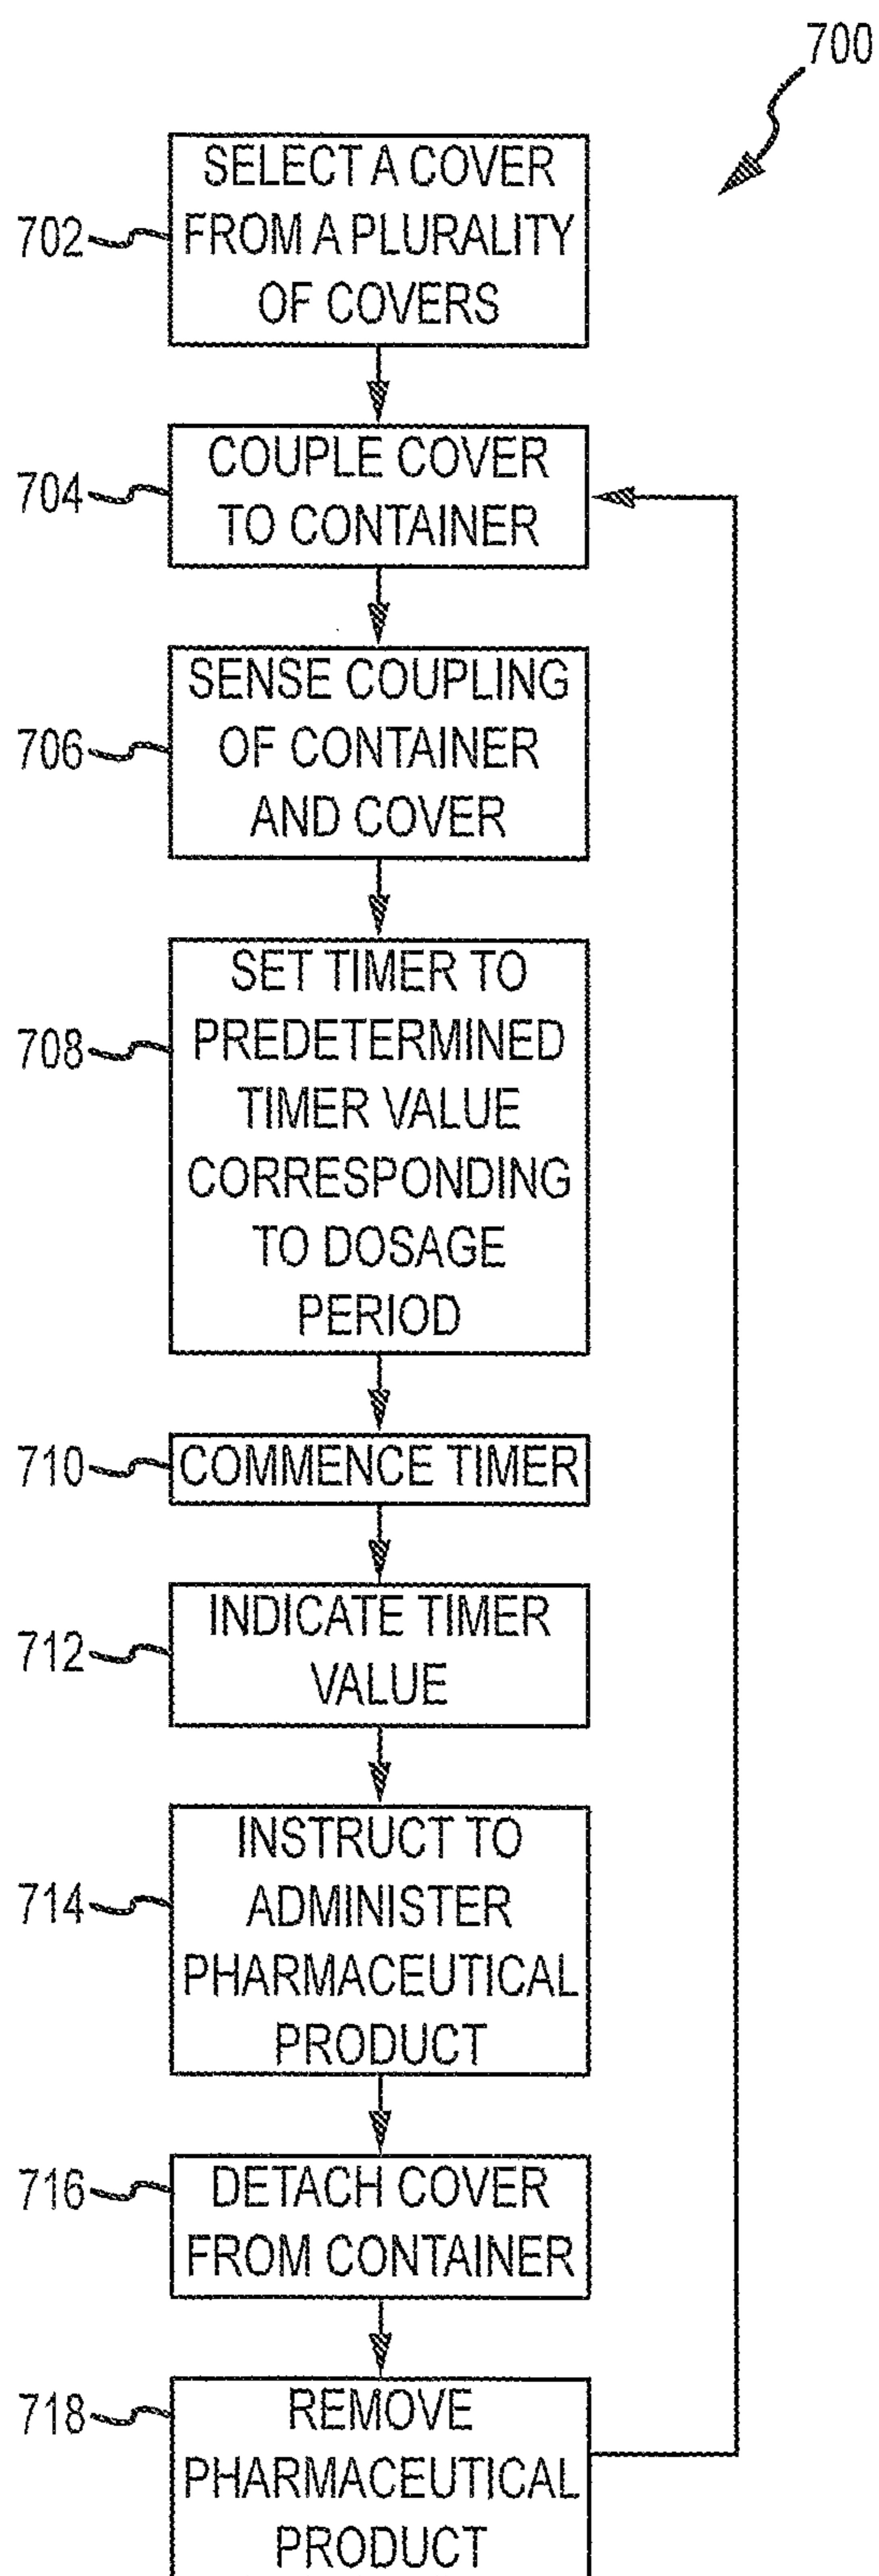 700
702
SELECT A COVER
FROM A PLURALITY
OF COVERS
704
COUPLE COVER
TO CONTAINER
706
SENSE COUPLING
OF CONTAINER
AND COVER
708
SET TIMER TO
PREDETERMINED
TIMER VALUE
CORRESPONDING
TO DOSAGE
PERIOD
710
COMMENCE TIMER
712
INDICATE TIMER
VALUE
714
INSTRUCT TO
ADMINISTER
PHARMACEUTICAL
PRODUCT
716
DETACH COVER
FROM CONTAINER
718
REMOVE
PHARMACEUTICAL
PRODUCT